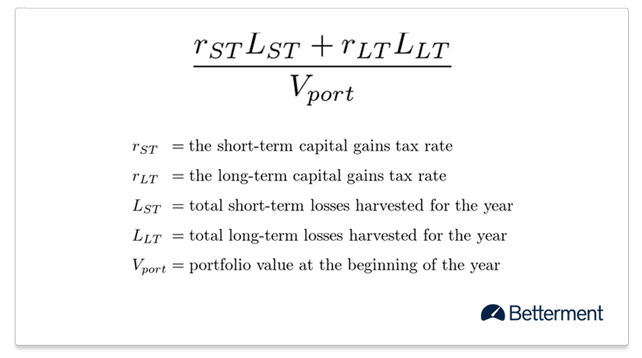 r_{ST}L_{ST} + r_{LT}L_{LT}
V_{port}
r_{ST} = the short-term capital gains tax rate
r_{LT} = the long-term capital gains tax rate
L_{ST} = total short-term losses harvested for the year
L_{LT} = total long-term losses harvested for the year
V_{port} = portfolio value at the beginning of the year
Betterment